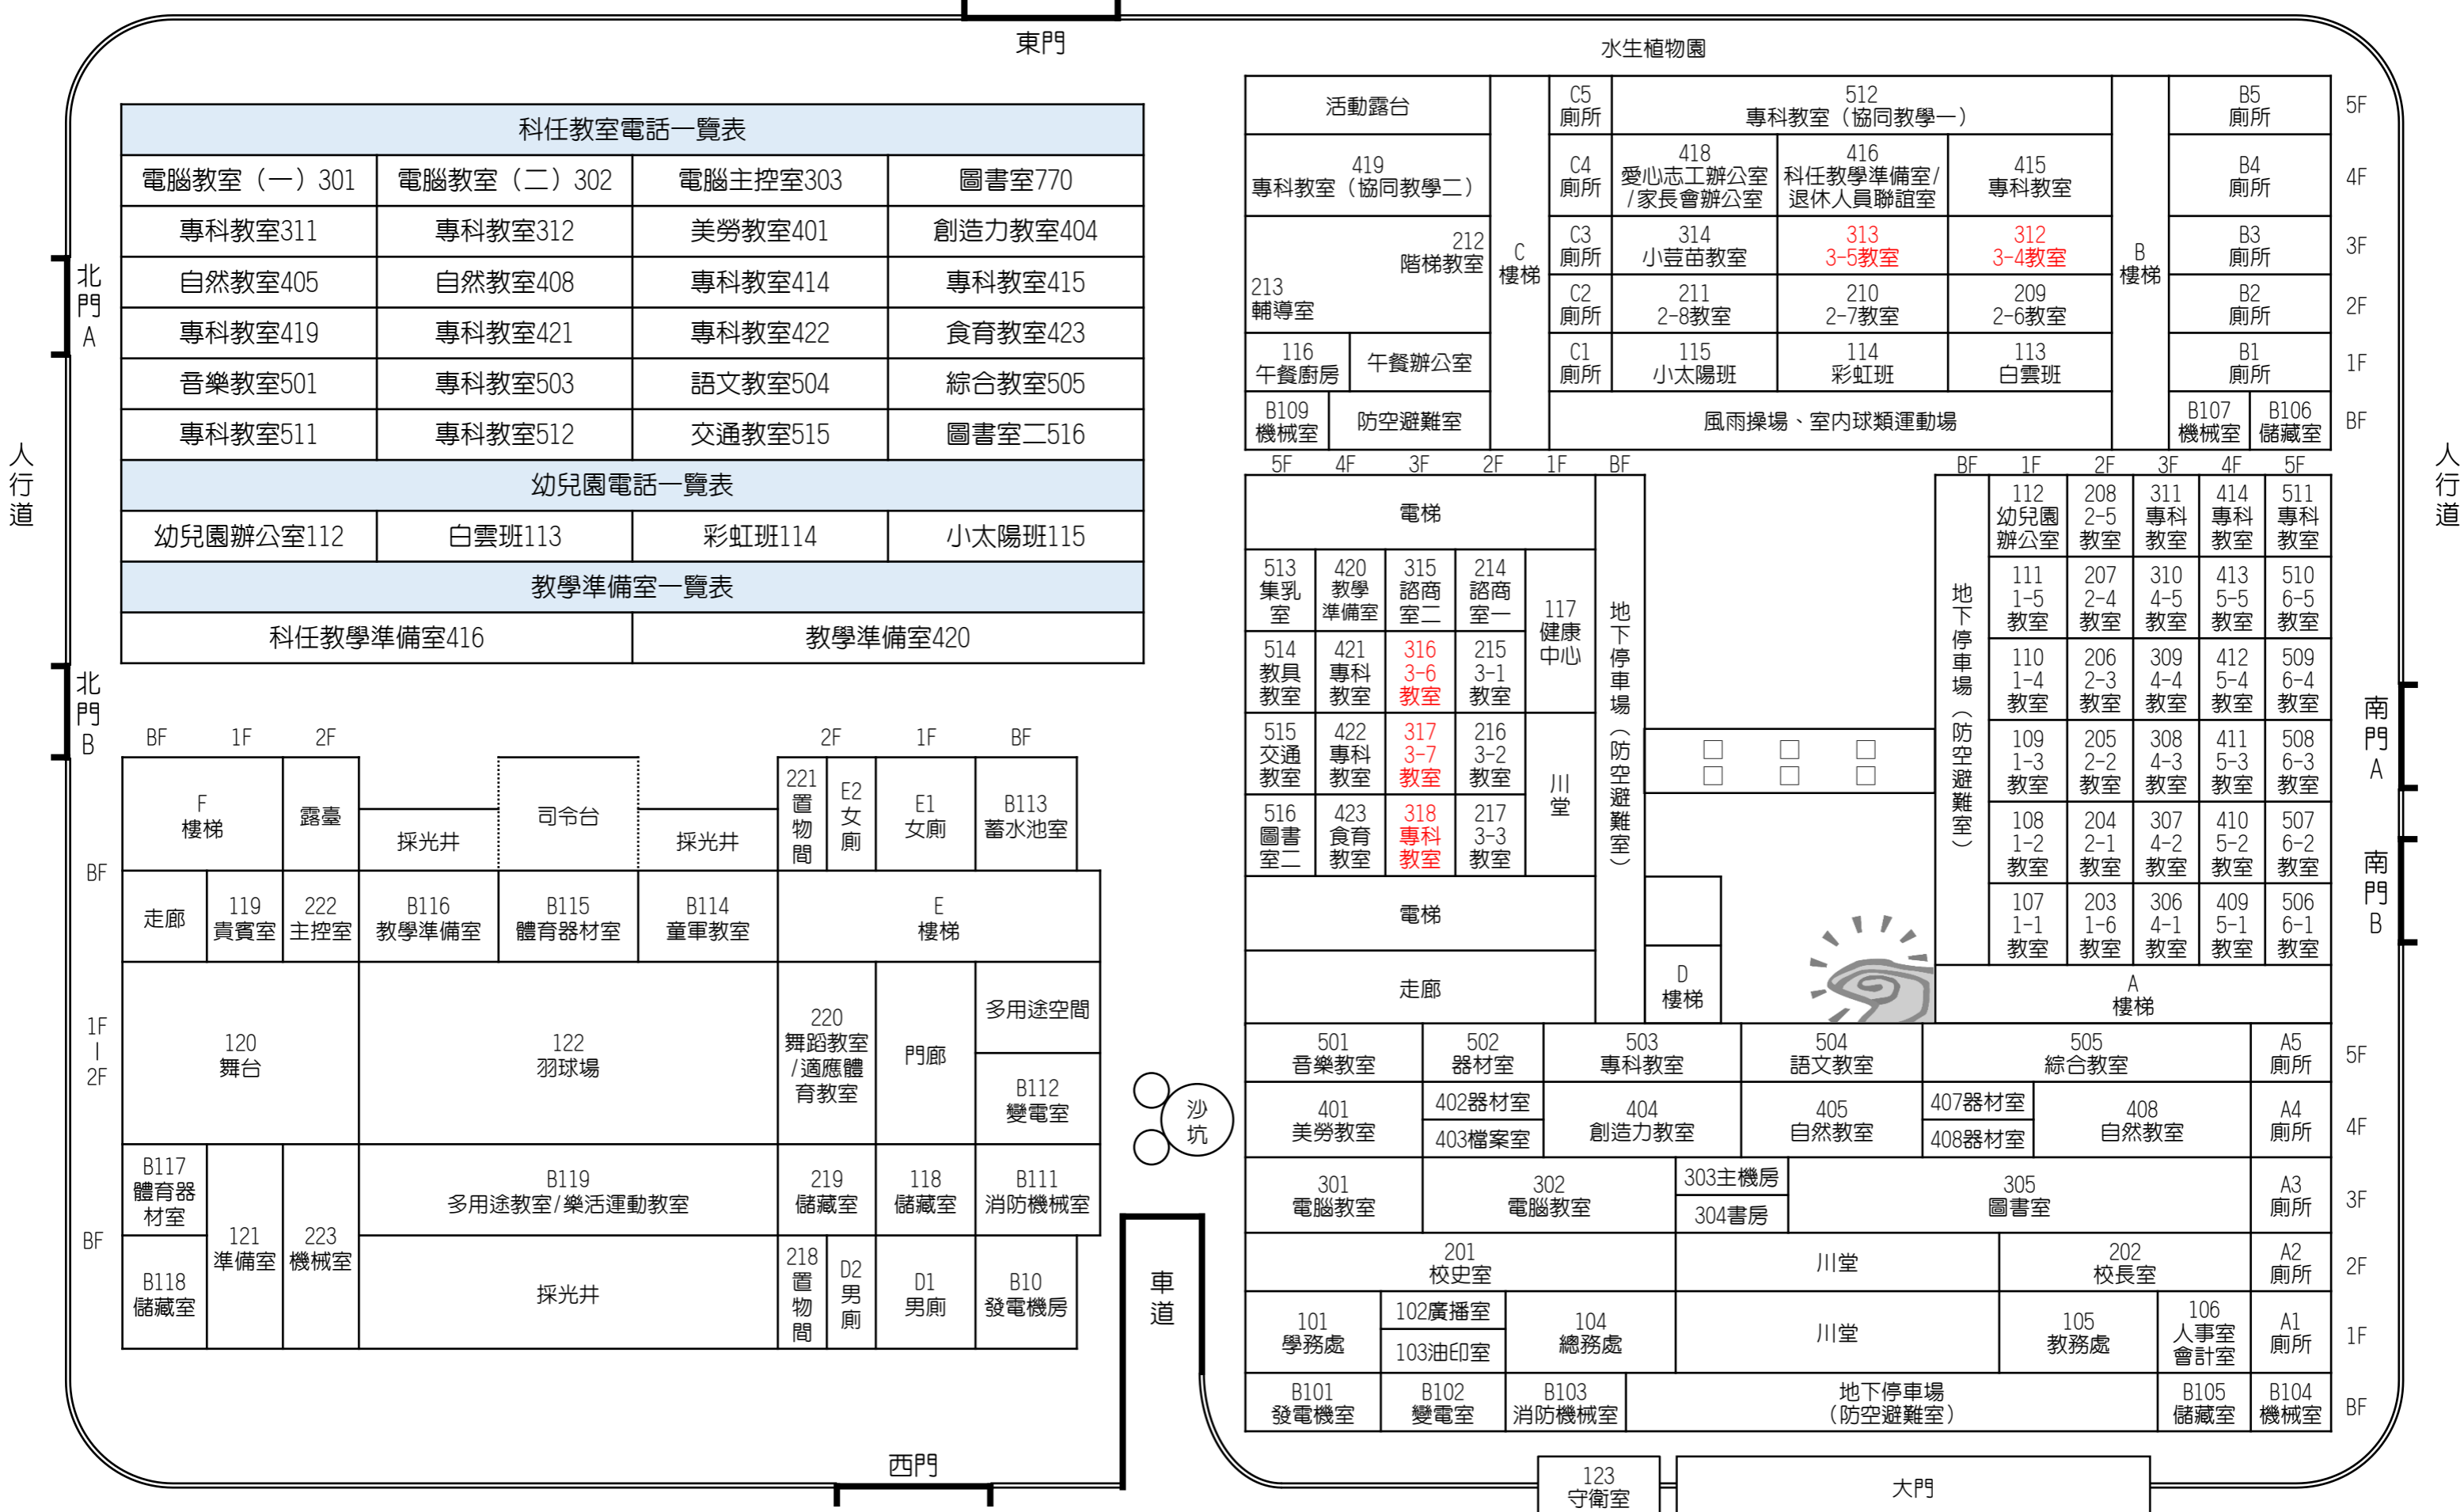 東門
水生植物園
科任教室電話一覽表
電腦教室（一）301
電腦教室（二）302
電腦主控室303
圖書室770
專科教室311
專科教室312
美勞教室401
創造力教室404
自然教室405
自然教室408
專科教室414
專科教室415
專科教室419
專科教室421
專科教室422
食育教室423
音樂教室501
專科教室503
語文教室504
綜合教室505
專科教室511
專科教室512
交通教室515
圖書室二516
幼兒園電話一覽表
幼兒園辦公室112
白雲班113
彩虹班114
小太陽班115
教學準備室一覽表
科任教學準備室416
教學準備室420
北門A
北門B
人行道
活動露台
C
樓梯
C5
廁所
512
專科教室（協同教學一）
B
樓梯
B5
廁所
5F
419
專科教室（協同教學二）
C4
廁所
418
愛心志工辦公室
/家長會辦公室
416
科任教學準備室/
退休人員聯誼室
415
專科教室
B4
廁所
4F
212
階梯教室
213
輔導室
C3
廁所
314
小荳苗教室
313
3-5教室
312
3-4教室
B3
廁所
3F
C2
廁所
211
2-8教室
210
2-7教室
209
2-6教室
B2
廁所
2F
116
午餐廚房
午餐辦公室
C1
廁所
115
小太陽班
114
彩虹班
113
白雲班
B1
廁所
1F
B109
機械室
防空避難室
風雨操場、室內球類運動場
B107
機械室
B106
儲藏室
BF
人行道
5F 4F 3F 2F 1F BF
電梯
513
集乳
室
420
教學
準備室
315
諮商
室二
214
諮商
室一
117
健康
中心
514
教具
教室
421
專科
教室
316
3-6
教室
215
3-1
教室
515
交通
教室
422
專科
教室
317
3-7
教室
216
3-2
教室
川堂
516
圖書
室二
423
食育
教室
318
專科
教室
217
3-3
教室
電梯
走廊
地下停車場（防空避難室）
D
樓梯
BF 1F 2F 3F 4F 5F
地下停車場（防空避難室）
112
幼兒園
辦公室
208
2-5
教室
311
專科
教室
414
專科
教室
511
專科
教室
111
1-5
教室
207
2-4
教室
310
4-5
教室
413
5-5
教室
510
6-5
教室
110
1-4
教室
206
2-3
教室
309
4-4
教室
412
5-4
教室
509
6-4
教室
109
1-3
教室
205
2-2
教室
308
4-3
教室
411
5-3
教室
508
6-3
教室
108
1-2
教室
204
2-1
教室
307
4-2
教室
410
5-2
教室
507
6-2
教室
107
1-1
教室
203
1-6
教室
306
4-1
教室
409
5-1
教室
506
6-1
教室
A
樓梯
南門A
南門B
BF 1F 2F
2F 1F BF
F
樓梯
露臺
採光井
司令台
採光井
221
置物間
E2
女廁
E1
女廁
B113
蓄水池室
BF
走廊
119
貴賓室
222
主控室
B116
教學準備室
B115
體育器材室
B114
童軍教室
E
樓梯
1F
|
2F
120
舞台
122
羽球場
220
舞蹈教室
/適應體
育教室
門廊
多用途空間
B112
變電室
BF
B117
體育器
材室
121
準備室
223
機械室
B119
多用途教室/樂活運動教室
219
儲藏室
118
儲藏室
B111
消防機械室
B118
儲藏室
採光井
218
置物間
D2
男廁
D1
男廁
B10
發電機房
沙坑
車道
西門
501
音樂教室
502
器材室
503
專科教室
504
語文教室
505
綜合教室
A5
廁所
5F
401
美勞教室
402器材室
403檔案室
404
創造力教室
405
自然教室
407器材室
408器材室
408
自然教室
A4
廁所
4F
301
電腦教室
302
電腦教室
303主機房
304書房
305
圖書室
A3
廁所
3F
201
校史室
川堂
202
校長室
A2
廁所
2F
101
學務處
102廣播室
103油印室
104
總務處
川堂
105
教務處
106
人事室
會計室
A1
廁所
1F
B101
發電機室
B102
變電室
B103
消防機械室
地下停車場
（防空避難室）
B105
儲藏室
B104
機械室
BF
123
守衛室
大門